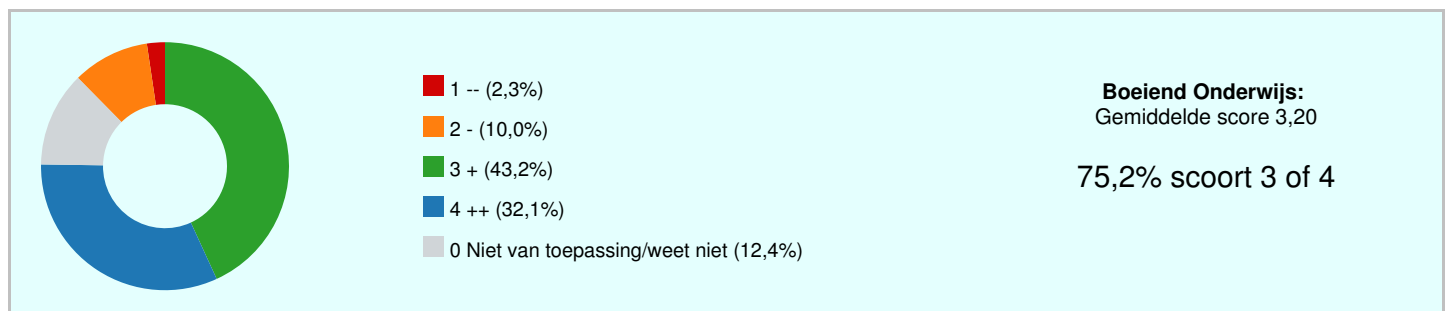 1 -- (2,3%)
2 - (10,0%)
3 + (43,2%)
4 ++ (32,1%)
0 Niet van toepassing/weet niet (12,4%)
Boeiend Onderwijs:
Gemiddelde score 3,20
75,2% scoort 3 of 4